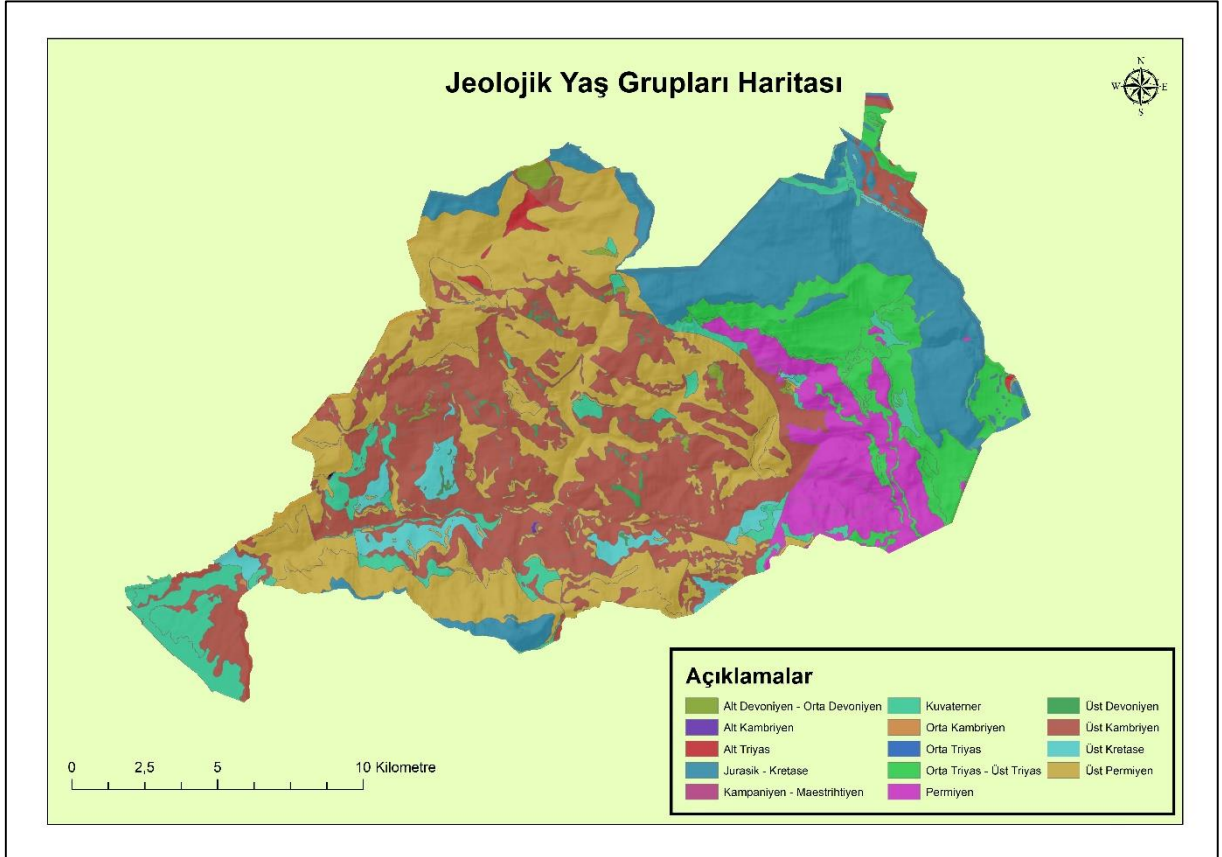 Jeolojik Yaş Grupları Haritası
N
W E
S
Açıklamalar
Alt Devoniyen - Orta Devoniyen
Alt Kambriyen
Alt Triyas
Jurasik - Kretase
Kampaniyen - Maestrihtiyen
Kuvaterner
Orta Kambriyen
Orta Triyas
Orta Triyas - Üst Triyas
Permiyen
Üst Devoniyen
Üst Kambriyen
Üst Kretase
Üst Permiyen
0 2,5 5 10 Kilometre